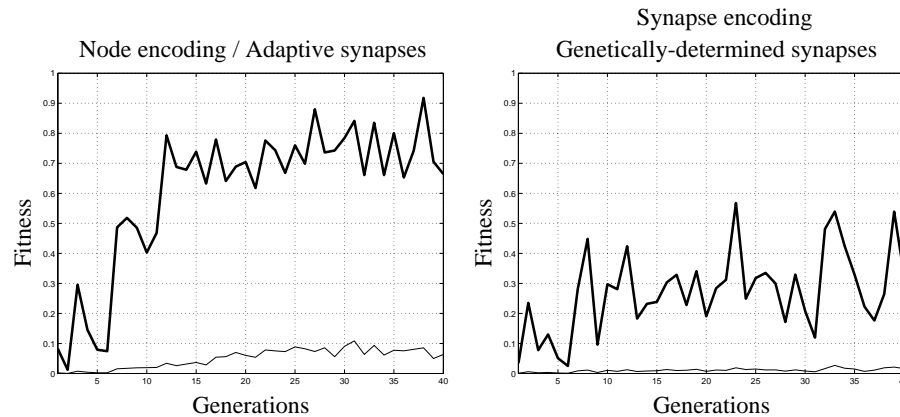 Node encoding / Adaptive synapses
1
0.9
0.8
0.7
0.6
0.5
0.4
0.3
0.2
0.1
0
5 10 15 20 25 30 35 40
Fitness
Generations
Synapse encoding
Genetically-determined synapses
1
0.9
0.8
0.7
0.6
0.5
0.4
0.3
0.2
0.1
0
5 10 15 20 25 30 35
Fitness
Generations